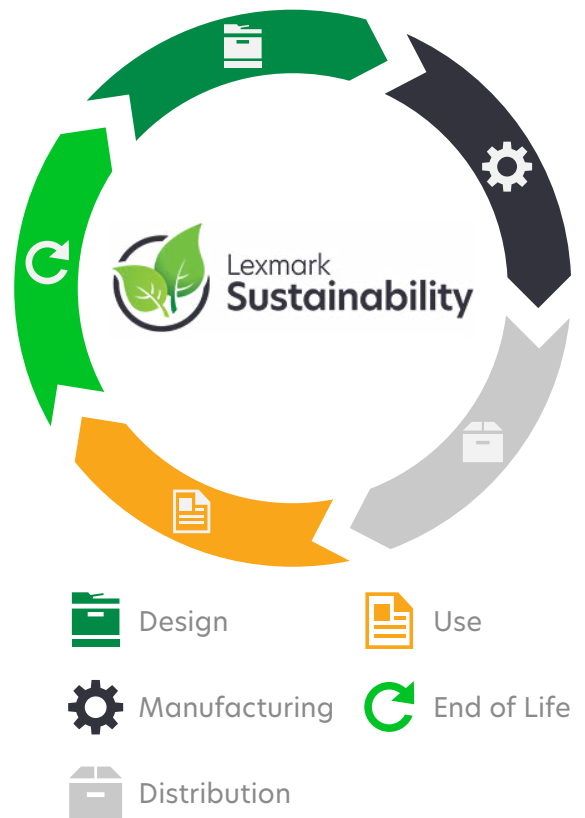 Lexmark
Sustainability
Design
Use
Manufacturing
End of Life
Distribution